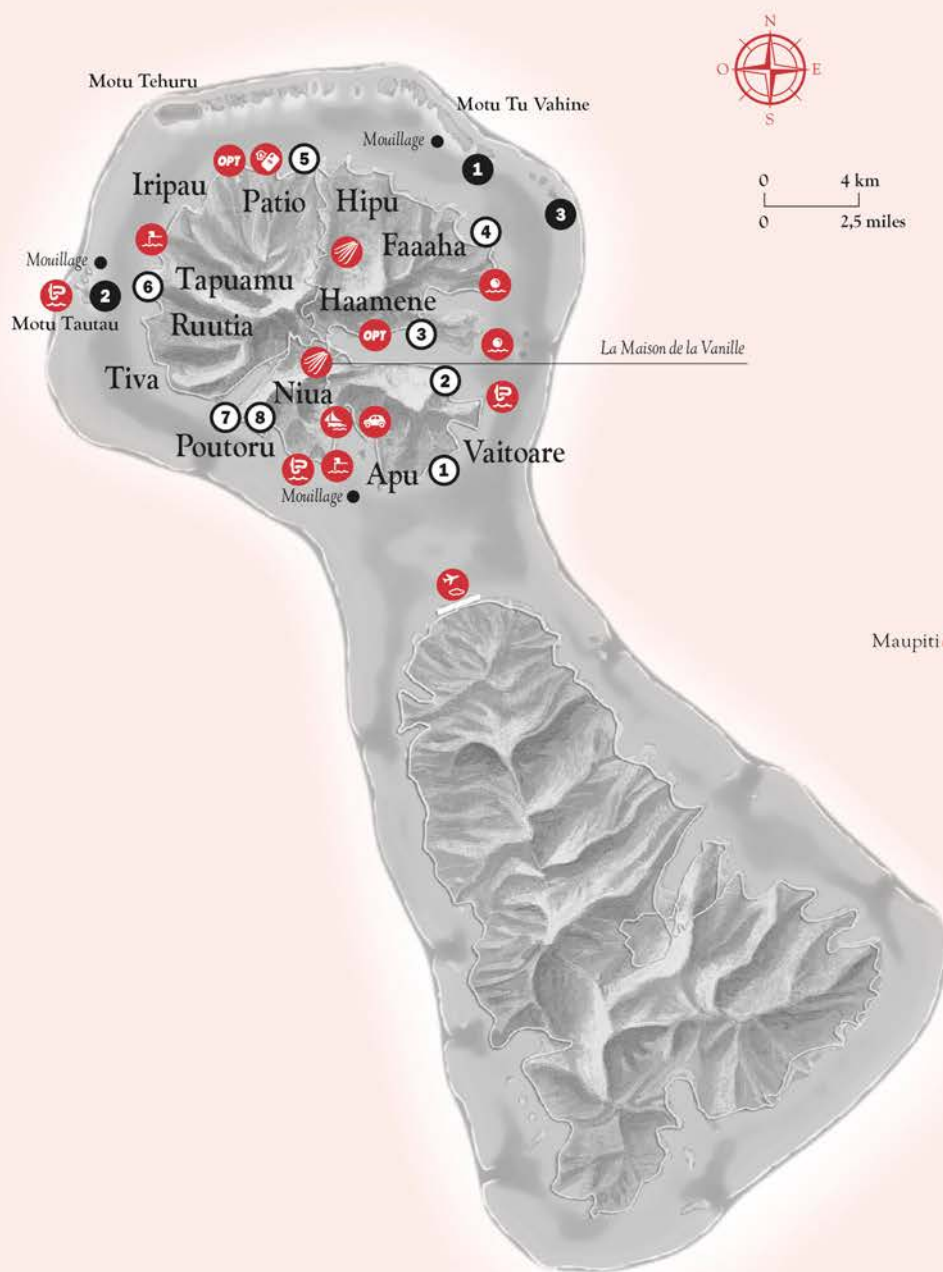 N
O
E
S
0
4 km
0
2,5 miles
Motu Tehuru
Motu Tu Vahine
Mouillage
1
OPT
5
Iripau
Patio
Hipu
3
4
Faaaha
Mouillage
6
Tapuamu
2
Haamene
Motu Tautau
Ruutia
OPT
3
La Maison de la Vanille
Tiva
Niua
2
7
8
Poutoru
Vaitoare
Apu
1
Mouillage
Maupiti